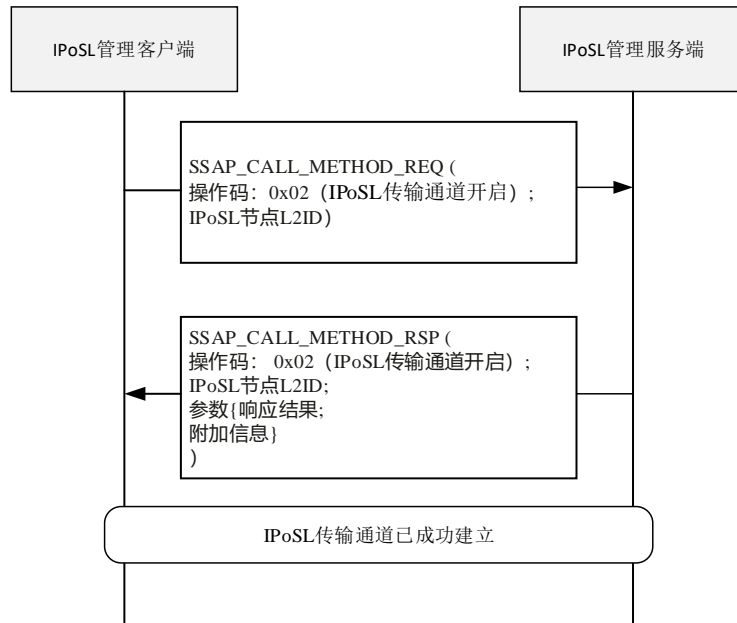 IPoSL管理客户端
IPoSL管理服务端
SSAP_CALL_METHOD_REQ (
操作码：0x02（IPoSL传输通道开启）;
IPoSL节点L2ID）
SSAP_CALL_METHOD_RSP (
操作码： 0x02（IPoSL传输通道开启）;
IPoSL节点L2ID;
参数{响应结果;
附加信息}
）
IPoSL传输通道已成功建立